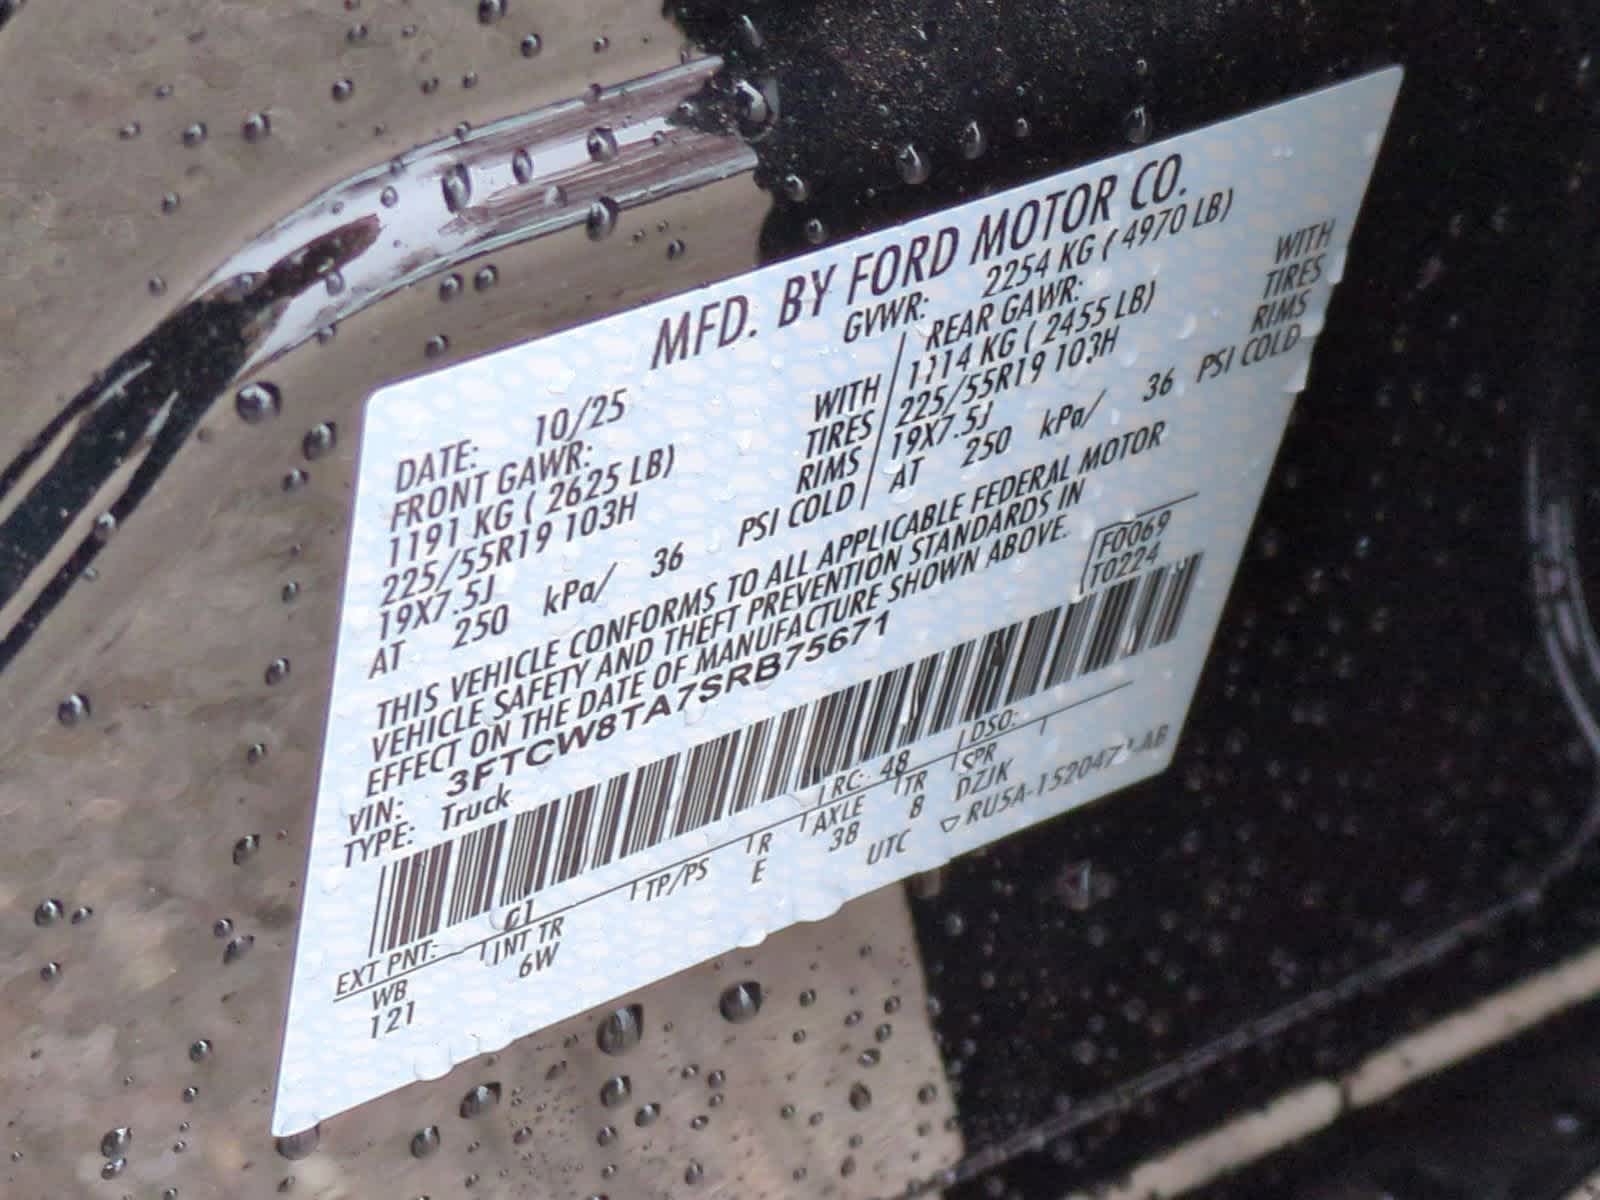 MFD. BY FORD MOTOR CO.
DATE: 10/25 GVWR: 2254 KG ( 4970 LB)
FRONT GAWR: REAR GAWR:
1191 KG ( 2625 LB) WITH 1114 KG ( 2455 LB) WITH
225/55R19 103H TIRES 225/55R19 103H TIRES
19X7.5J RIMS 19X7.5J RIMS
AT 250 kPa/ 36 PSI COLD AT 250 kPa/ 36 PSI COLD
THIS VEHICLE CONFORMS TO ALL APPLICABLE FEDERAL MOTOR
VEHICLE SAFETY AND THEFT PREVENTION STANDARDS IN
EFFECT ON THE DATE OF MANUFACTURE SHOWN ABOVE.
VIN: 3FTCW8TA7SRB75671 F0069
TYPE: Truck T0224
EXT PNT: G1 RC: 48 DSO:
WB INT TR TP/PS R AXLE TR SPR
121 6W E 38 8 DZJK
UTC